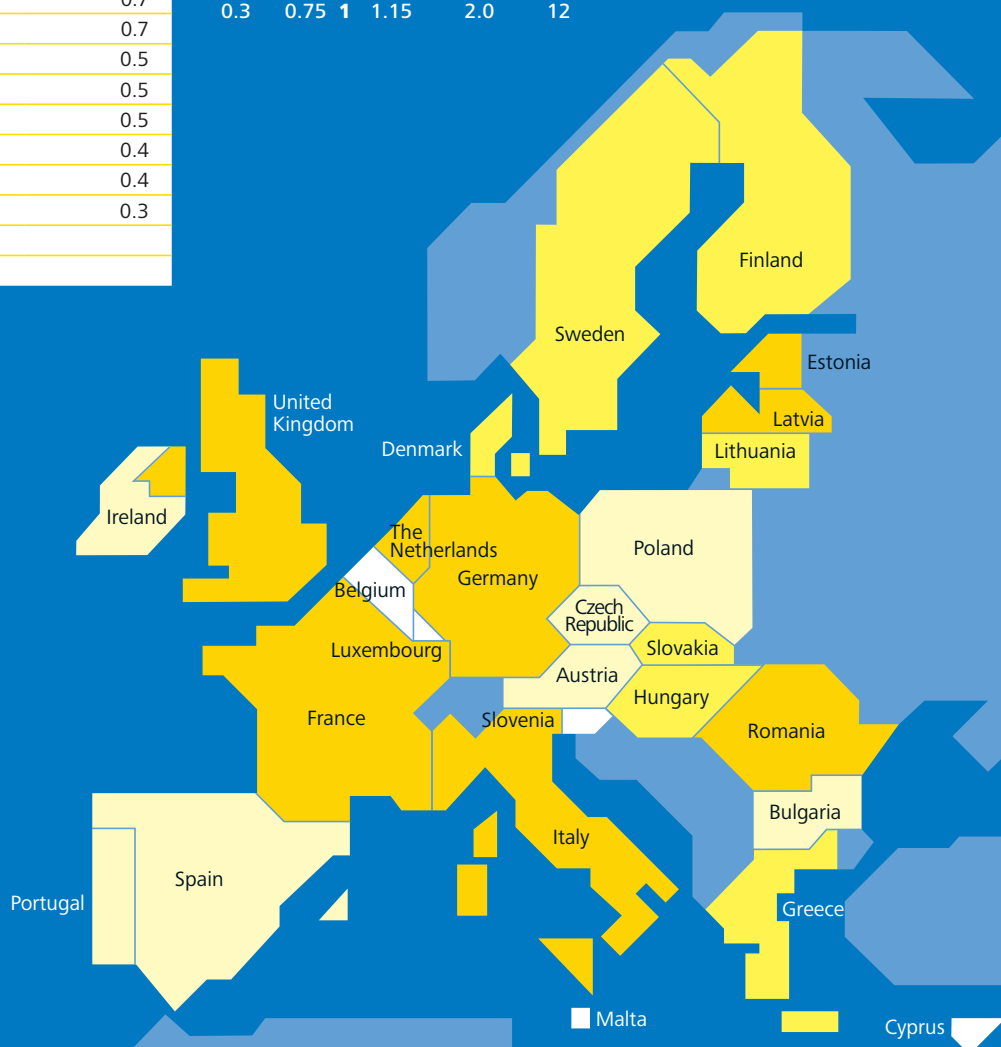 0.7
0.5
0.5
0.5
0.4
0.4
0.3
0.3 0.75 1 1.15 2.0 12
Finland
Sweden
Estonia
Latvia
Lithuania
United
Kingdom
Denmark
Ireland
The
Netherlands
Germany
Poland
Belgium
Czech
Republic
Luxembourg
Slovakia
Austria
Hungary
France
Slovenia
Romania
Bulgaria
Italy
Spain
Portugal
Greece
Malta
Cyprus